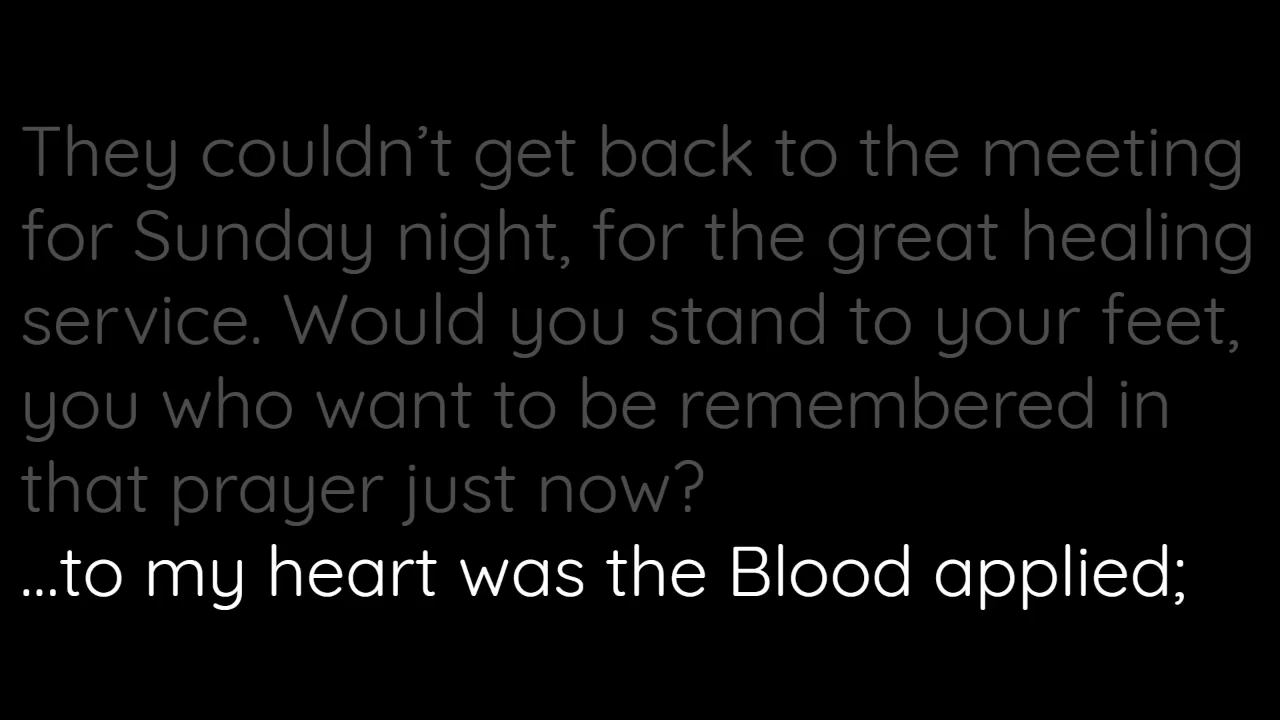 They couldn’t get back to the meeting
for Sunday night, for the great healing
service. Would you stand to your feet,
you who want to be remembered in
that prayer just now?
...to my heart was the Blood applied;